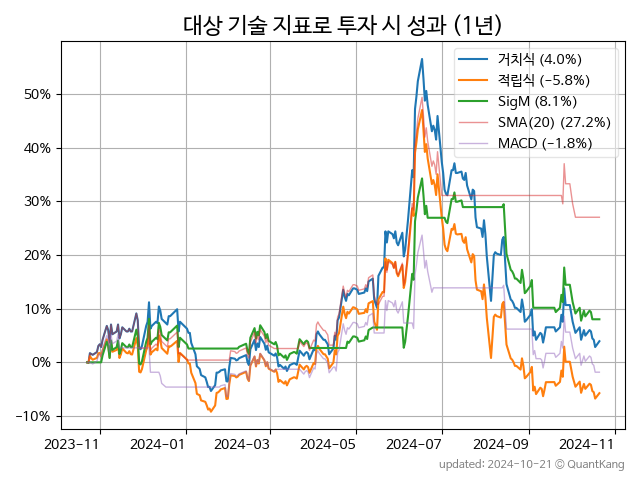 대상 기술 지표로 투자 시 성과 (1년)
거치식 (4.0%)
적립식 (−5.8%)
SigM (8.1%)
SMA(20) (27.2%)
MACD (−1.8%)
50%
40%
30%
20%
10%
0%
−10%
2023-11
2024-01
2024-03
2024-05
2024-07
2024-09
2024-11
updated: 2024-10-21 © QuantKang